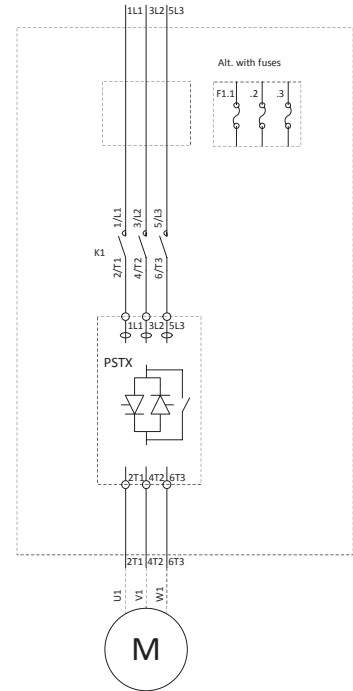 1L1 3L2 5L3
Alt. with fuses
F1.1 .2 .3
1/L1 3/L2 5/L3
K1
2/T1 4/T2 6/T3
1L1 3L2 5L3
PSTX
2T1 4T2 6T3
2T1 4T2 6T3
U1 V1 W1
M